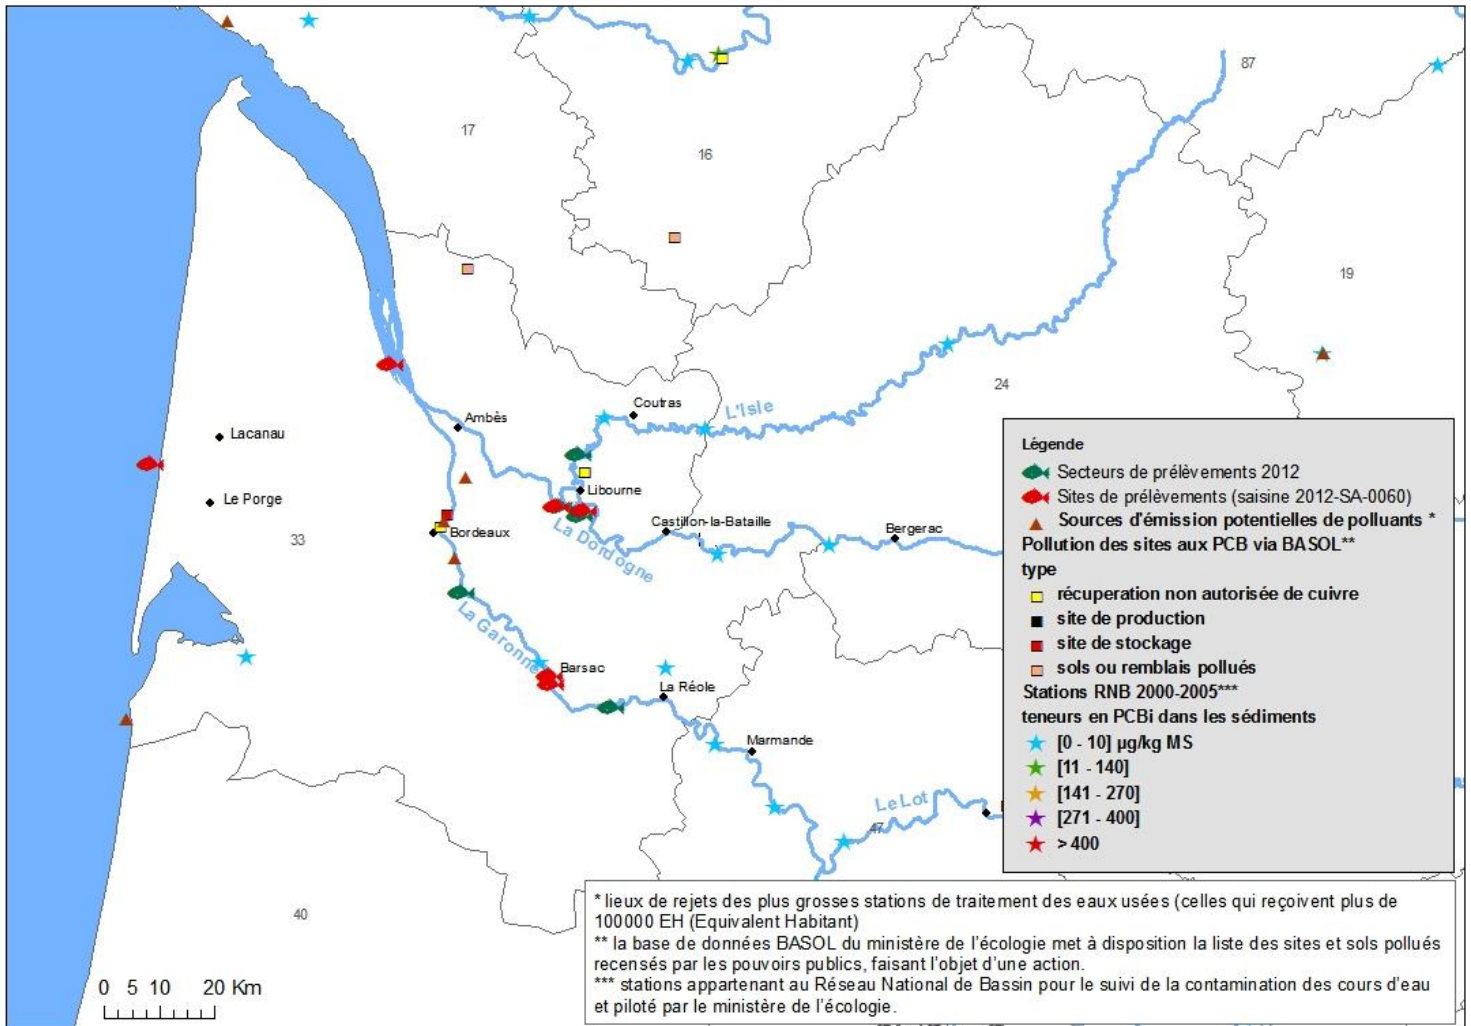 87
17
16
19
24
Coutras
L'Isle
Ambès
Lacanau
Libourne
Le Porge
Castillon-la-Bataille
Bergerac
Bordeaux
33
La Dordogne
La Garonne
Barsac
La Réole
Marmande
Le Lot
47
40
Légende
Secteurs de prélèvements 2012
Sites de prélèvements (saisine 2012-SA-0060)
Sources d'émission potentielles de polluants *
Pollution des sites aux PCB via BASOL**
type
récuperation non autorisée de cuivre
site de production
site de stockage
sols ou remblais pollués
Stations RNB 2000-2005***
teneurs en PCBi dans les sédiments
[0 - 10] µg/kg MS
[11 - 140]
[141 - 270]
[271 - 400]
> 400
* lieux de rejets des plus grosses stations de traitement des eaux usées (celles qui reçoivent plus de
100000 EH (Equivalent Habitant)
** la base de données BASOL du ministère de l'écologie met à disposition la liste des sites et sols pollués
recensés par les pouvoirs publics, faisant l'objet d'une action.
*** stations appartenant au Réseau National de Bassin pour le suivi de la contamination des cours d'eau
et piloté par le ministère de l'écologie.
0 5 10 20 Km